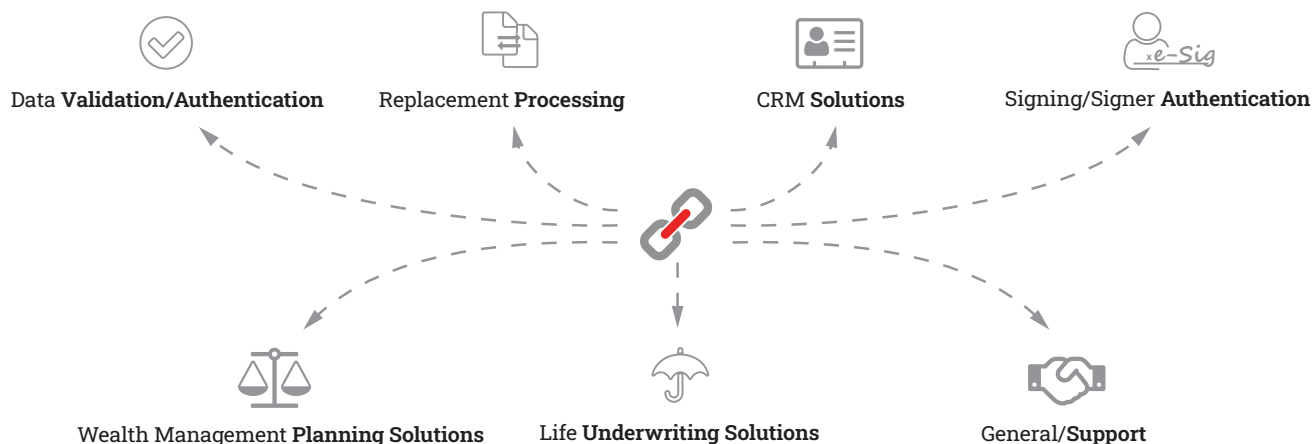 xe-Sig
Data Validation/Authentication
Replacement Processing
CRM Solutions
Signing/Signer Authentication
Wealth Management Planning Solutions
Life Underwriting Solutions
General/Support